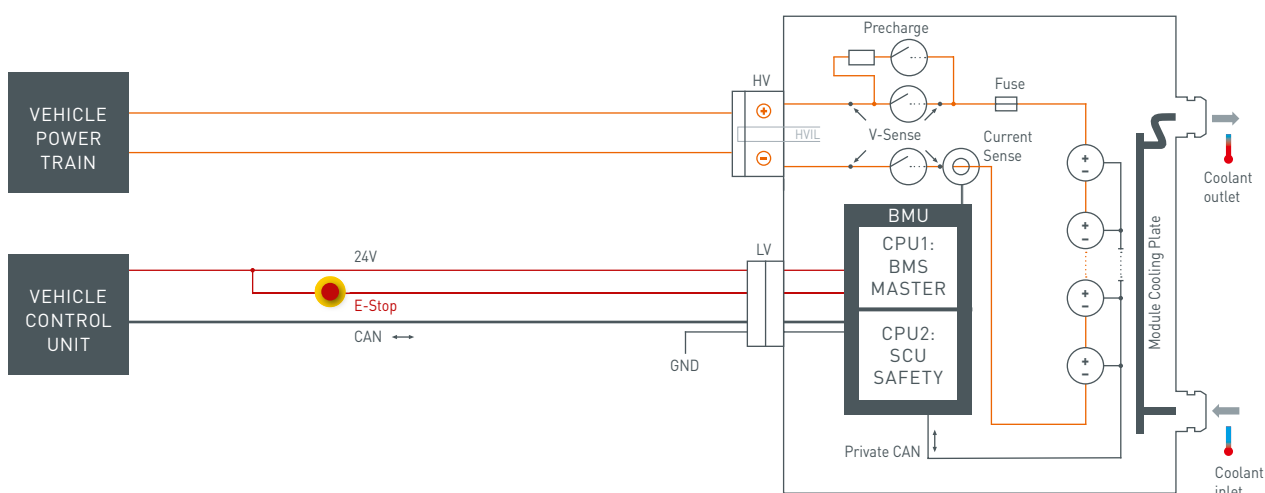 Precharge
HV
Fuse
VEHICLE
POWER
TRAIN
HVIL
V-Sense
Current
Sense
Coolant
outlet
BMU
CPU1:
BMS
MASTER
LV
24V
E-Stop
VEHICLE
CONTROL
UNIT
CAN
GND
CPU2:
SCU
SAFETY
Module Cooling Plate
Private CAN
Coolant
inlet